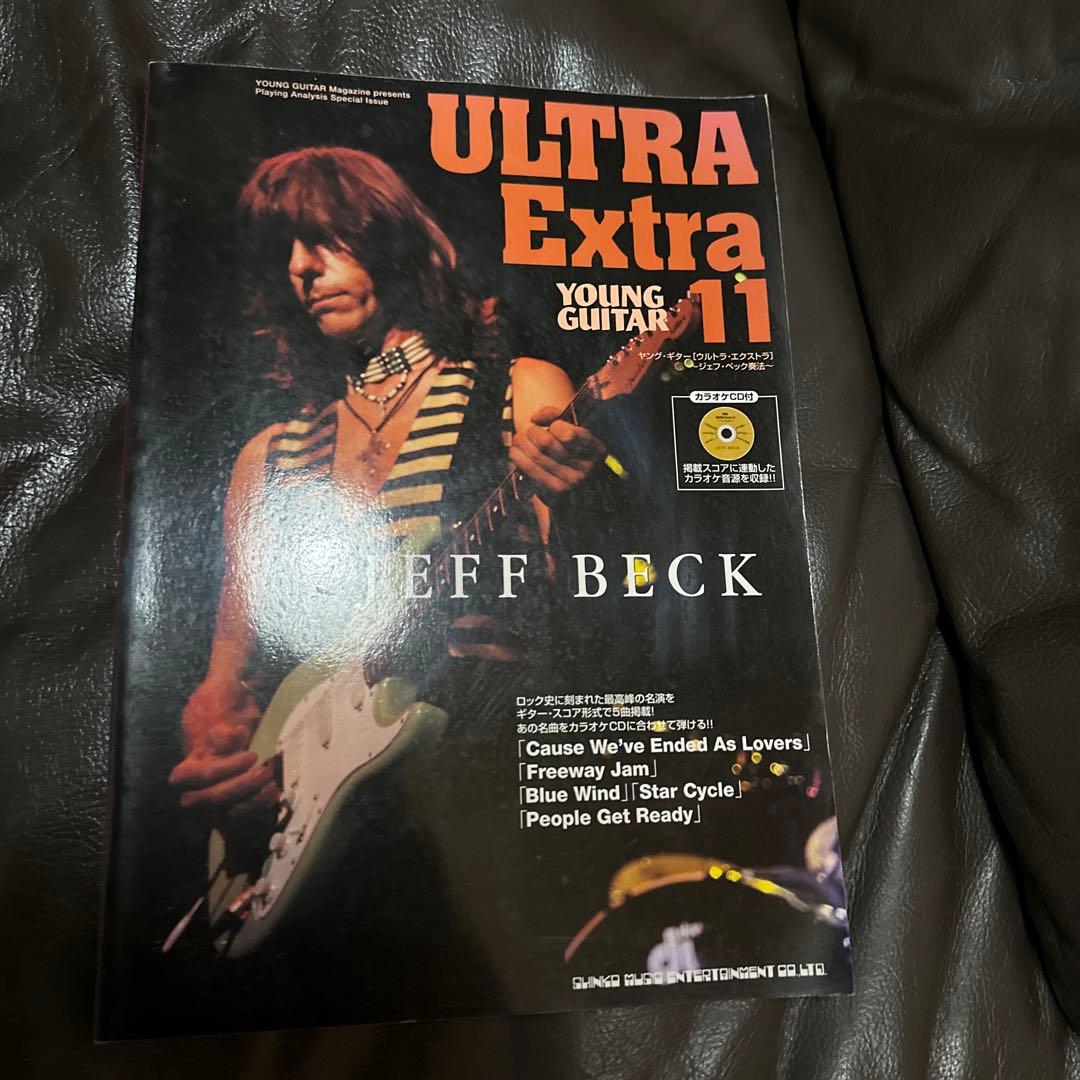 YOUNG GUITAR Magazine presents
Playing Analysis Special Issue
ULTRA
Extra
YOUNG
GUITAR
11
ヤング・ギター[ウルトラ・エクストラ]
～ジェフ・ベック奏法～
カラオケCD付
JEFF BECK
掲載スコアに連動した
カラオケ音源を収録!!
JEFF BECK
ロック史に刻まれた最高峰の名演を
ギター・スコア形式で5曲掲載!
あの名曲をカラオケCDに合わせて弾ける!!
「Cause We've Ended As Lovers」
「Freeway Jam」
「Blue Wind」「Star Cycle」
「People Get Ready」
SHINKO MUSIC ENTERTAINMENT CO.,LTD.